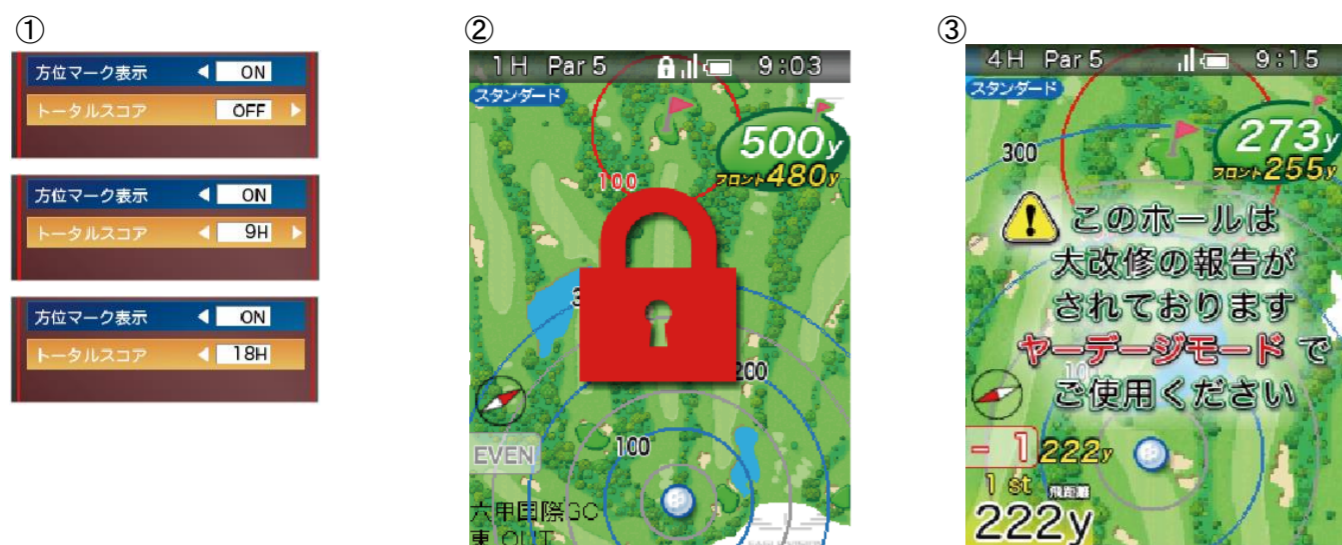 ①
方位マーク表示 ON
トータルスコア OFF
方位マーク表示 ON
トータルスコア 9H
方位マーク表示 ON
トータルスコア 18H
②
1H Par 5 9:03
スタンダード
500y
フロント480y
100
200
100
EVEN
六甲国際GC
東 OUT
③
4H Par 5 9:15
スタンダード
273y
フロント255y
300
このホールは
大改修の報告が
されております
ヤーデージモードで
ご使用ください
- 1 222y
1 st 飛距離
222y